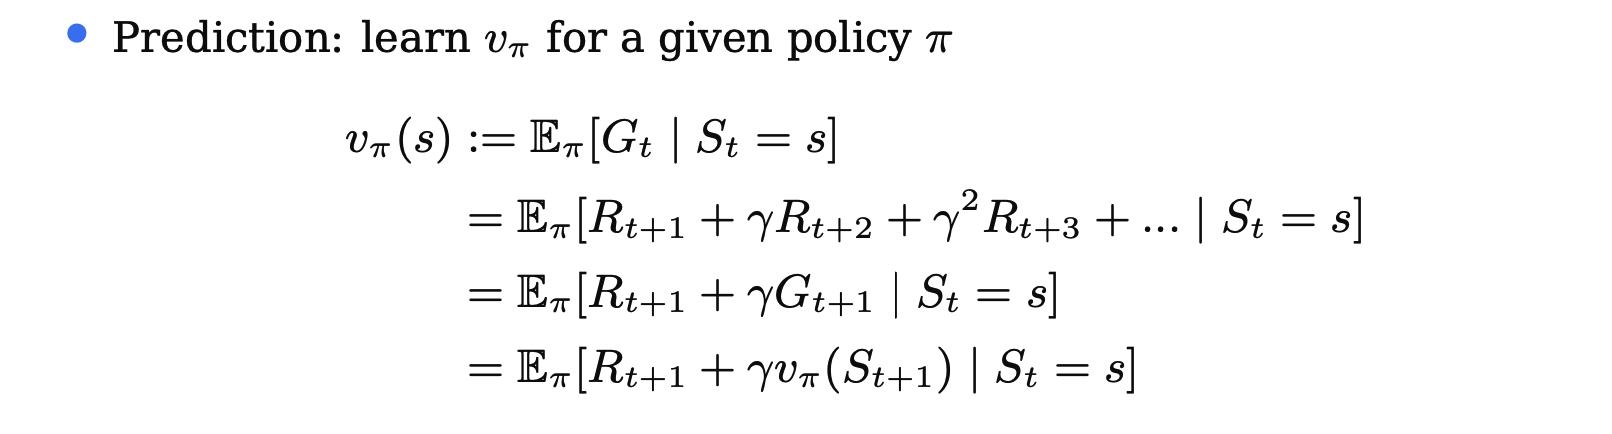 • Prediction: learn $v_\pi$ for a given policy $\pi$
$v_\pi(s) := \mathbb{E}_\pi[G_t \mid S_t = s]$
$= \mathbb{E}_\pi[R_{t+1} + \gamma R_{t+2} + \gamma^2 R_{t+3} + ... \mid S_t = s]$
$= \mathbb{E}_\pi[R_{t+1} + \gamma G_{t+1} \mid S_t = s]$
$= \mathbb{E}_\pi[R_{t+1} + \gamma v_\pi(S_{t+1}) \mid S_t = s]$